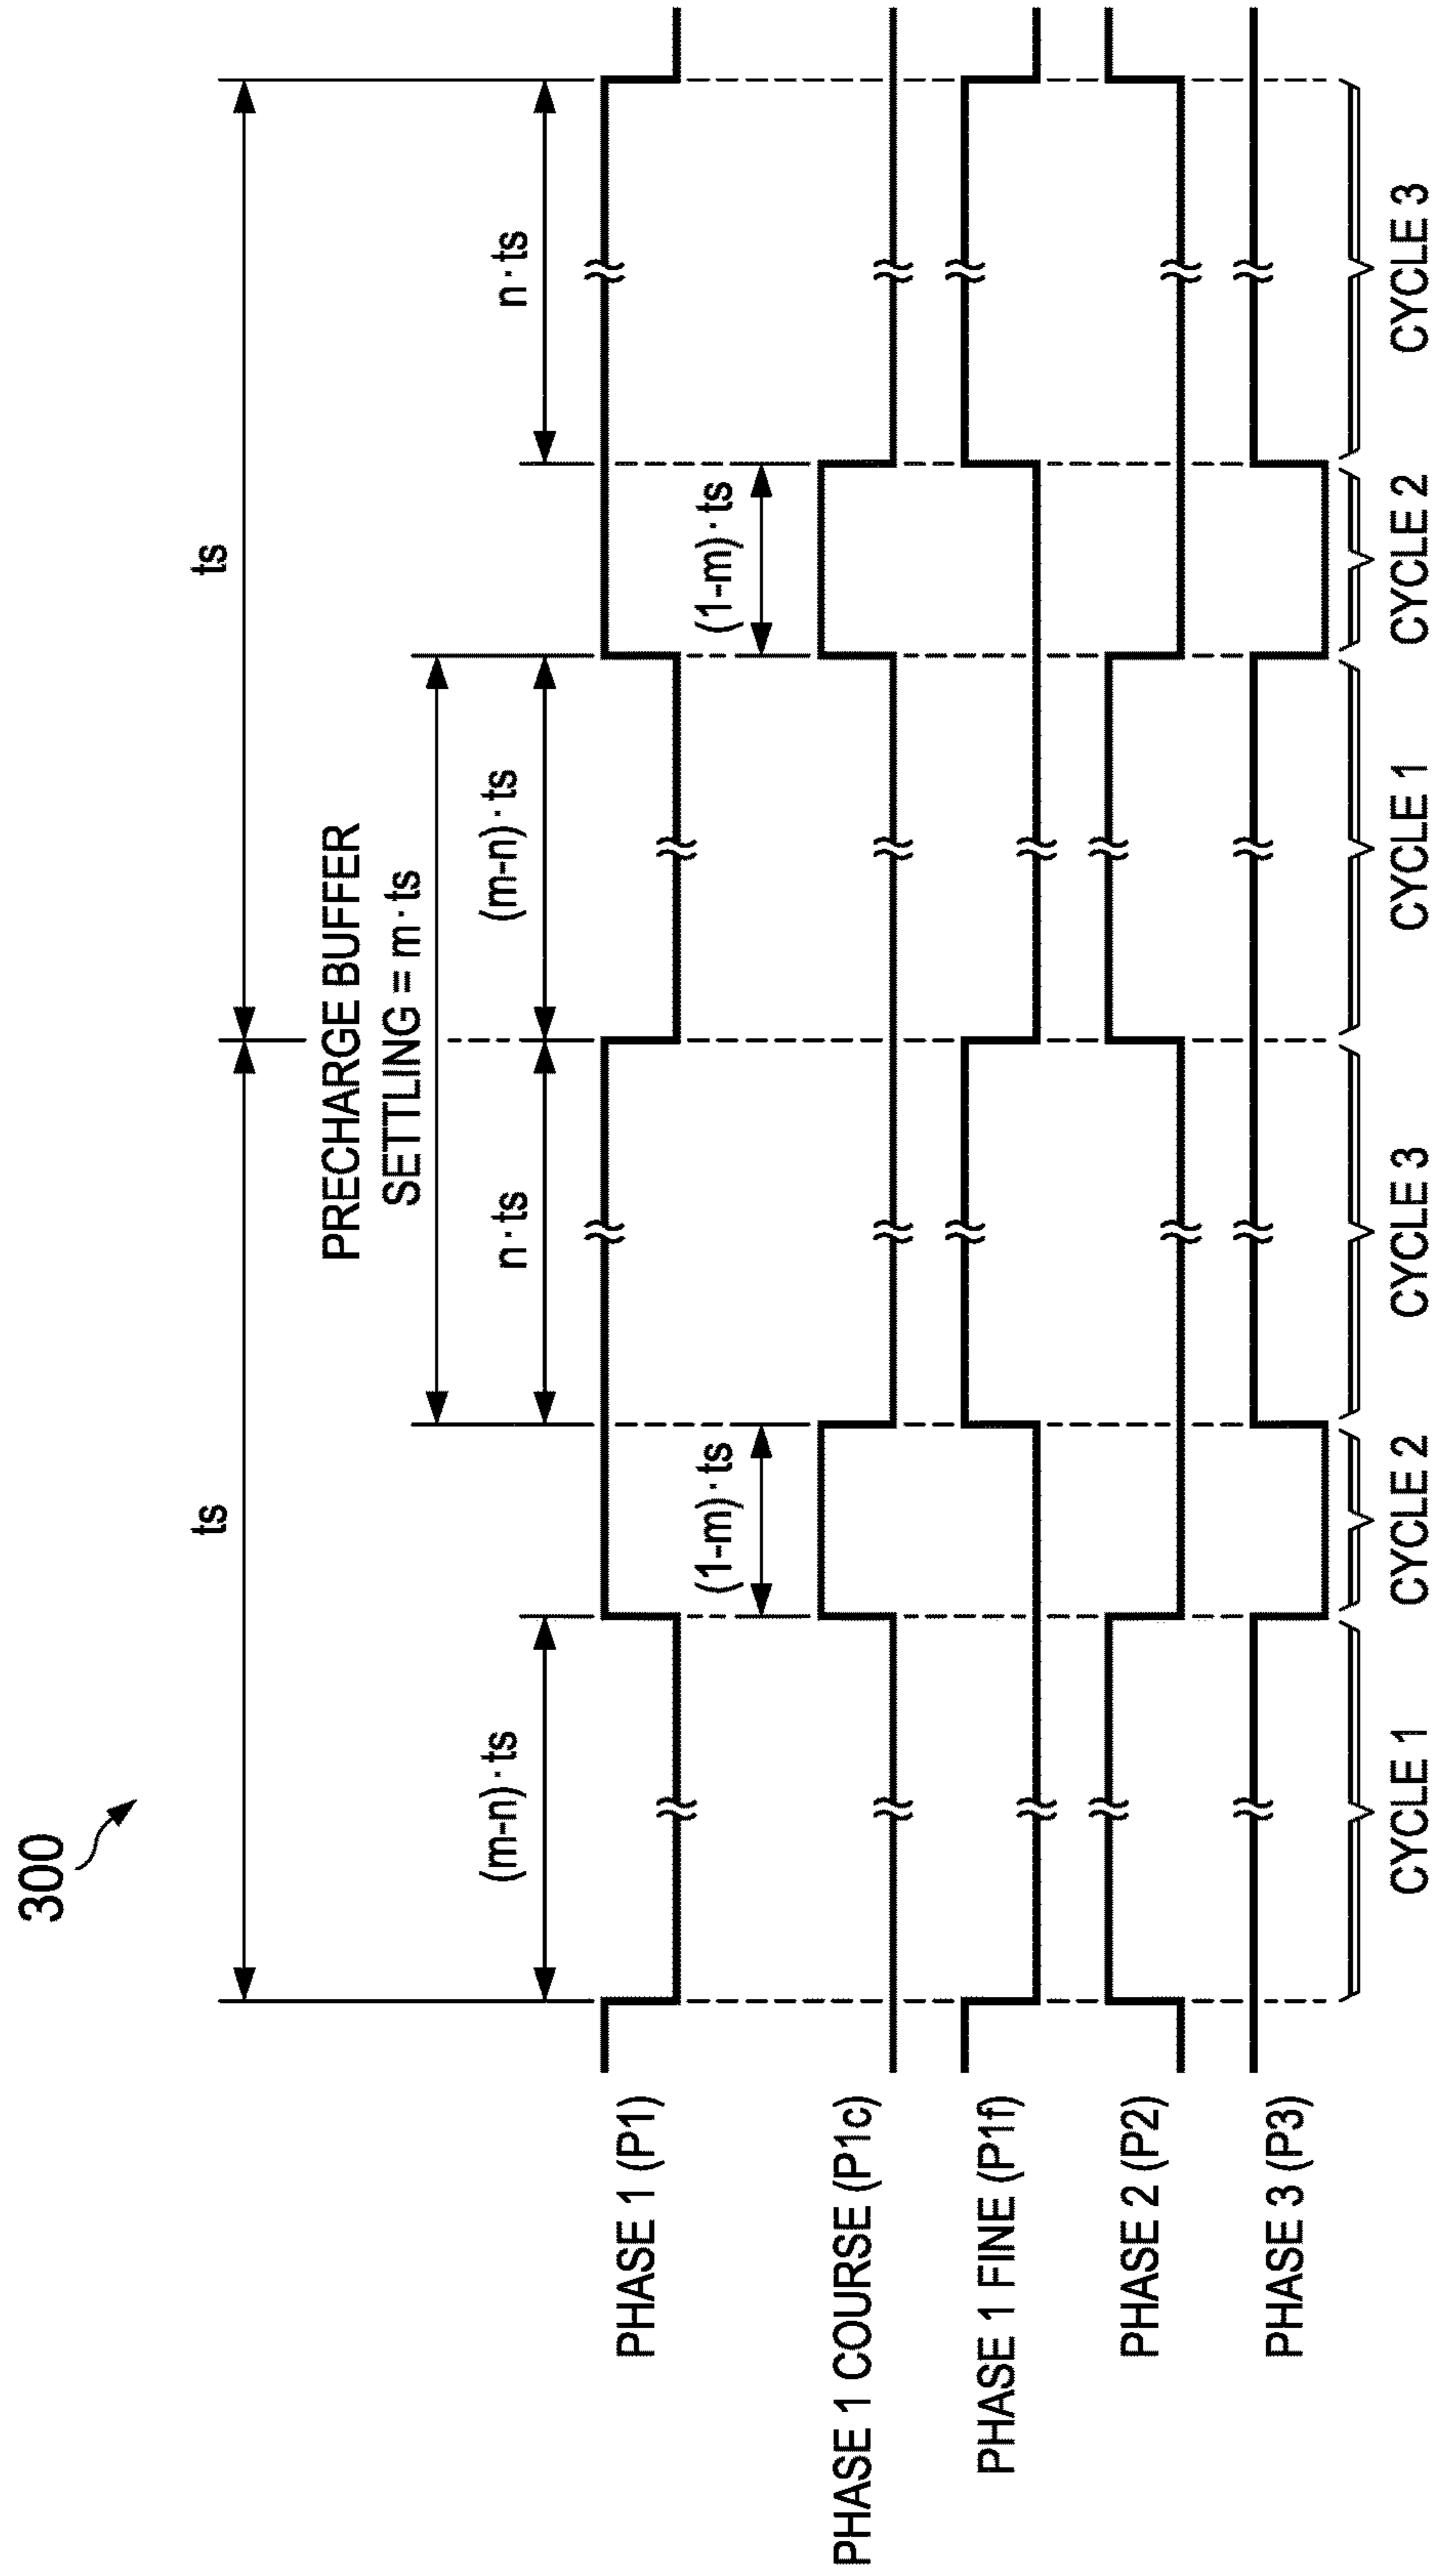 300
ts
ts
PRECHARGE BUFFER
SETTLING = m·ts
(m-n)·ts
n·ts
(m-n)·ts
n·ts
(1-m)·ts
(1-m)·ts
PHASE 1 (P1)
PHASE 1 COURSE (P1c)
PHASE 1 FINE (P1f)
PHASE 2 (P2)
PHASE 3 (P3)
CYCLE 1
CYCLE 2
CYCLE 3
CYCLE 1
CYCLE 2
CYCLE 3